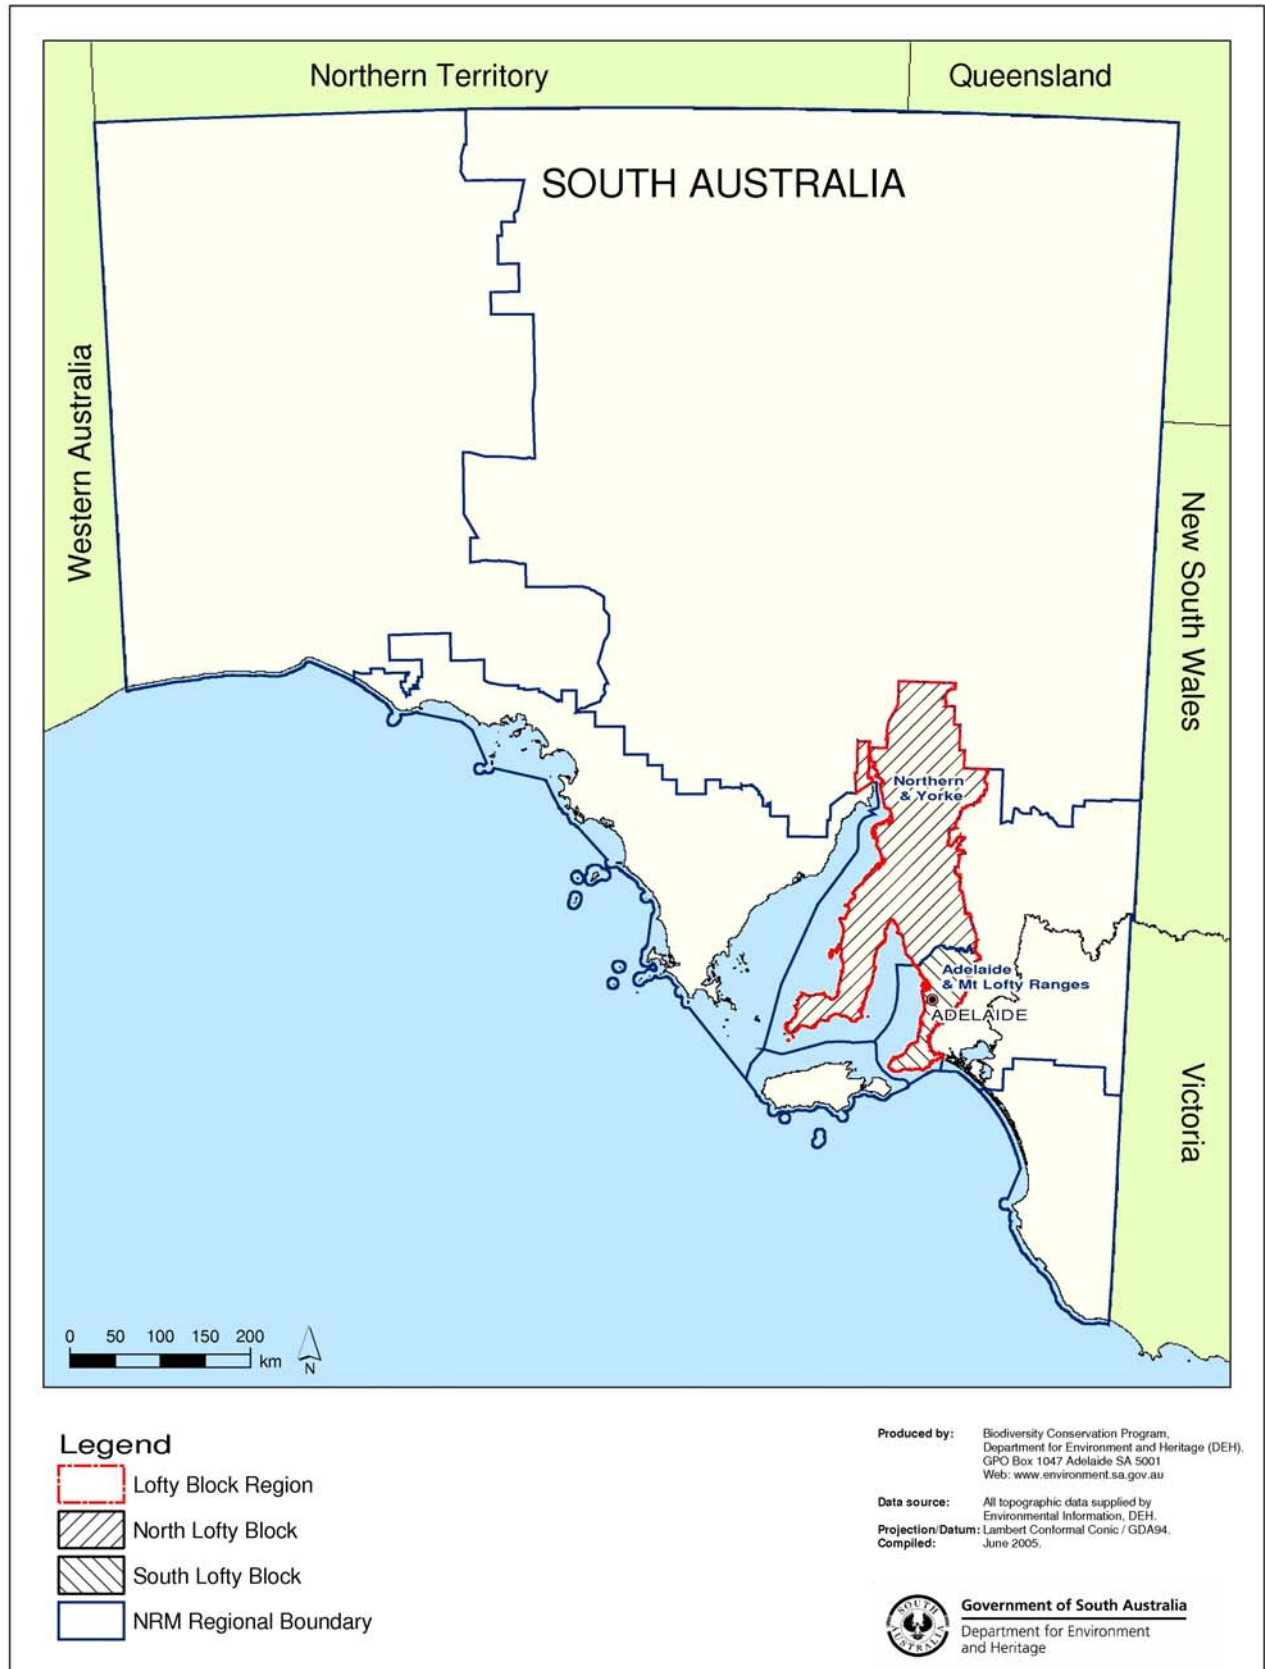 Northern Territory
Queensland
SOUTH AUSTRALIA
Western Australia
New South Wales
Northern
& Yorke
Adelaide
& Mt Lofty Ranges
ADELAIDE
Victoria
0 50 100 150 200
km
N
Legend
Lofty Block Region
North Lofty Block
South Lofty Block
NRM Regional Boundary
Produced by: Biodiversity Conservation Program,
Department for Environment and Heritage (DEH).
GPO Box 1047 Adelaide SA 5001
Web: www.environment.sa.gov.au
Data source: All topographic data supplied by
Environmental Information, DEH.
Projection/Datum: Lambert Conformal Conic / GDA94.
Compiled: June 2005.
SOUTH
AUSTRALIA
Government of South Australia
Department for Environment
and Heritage